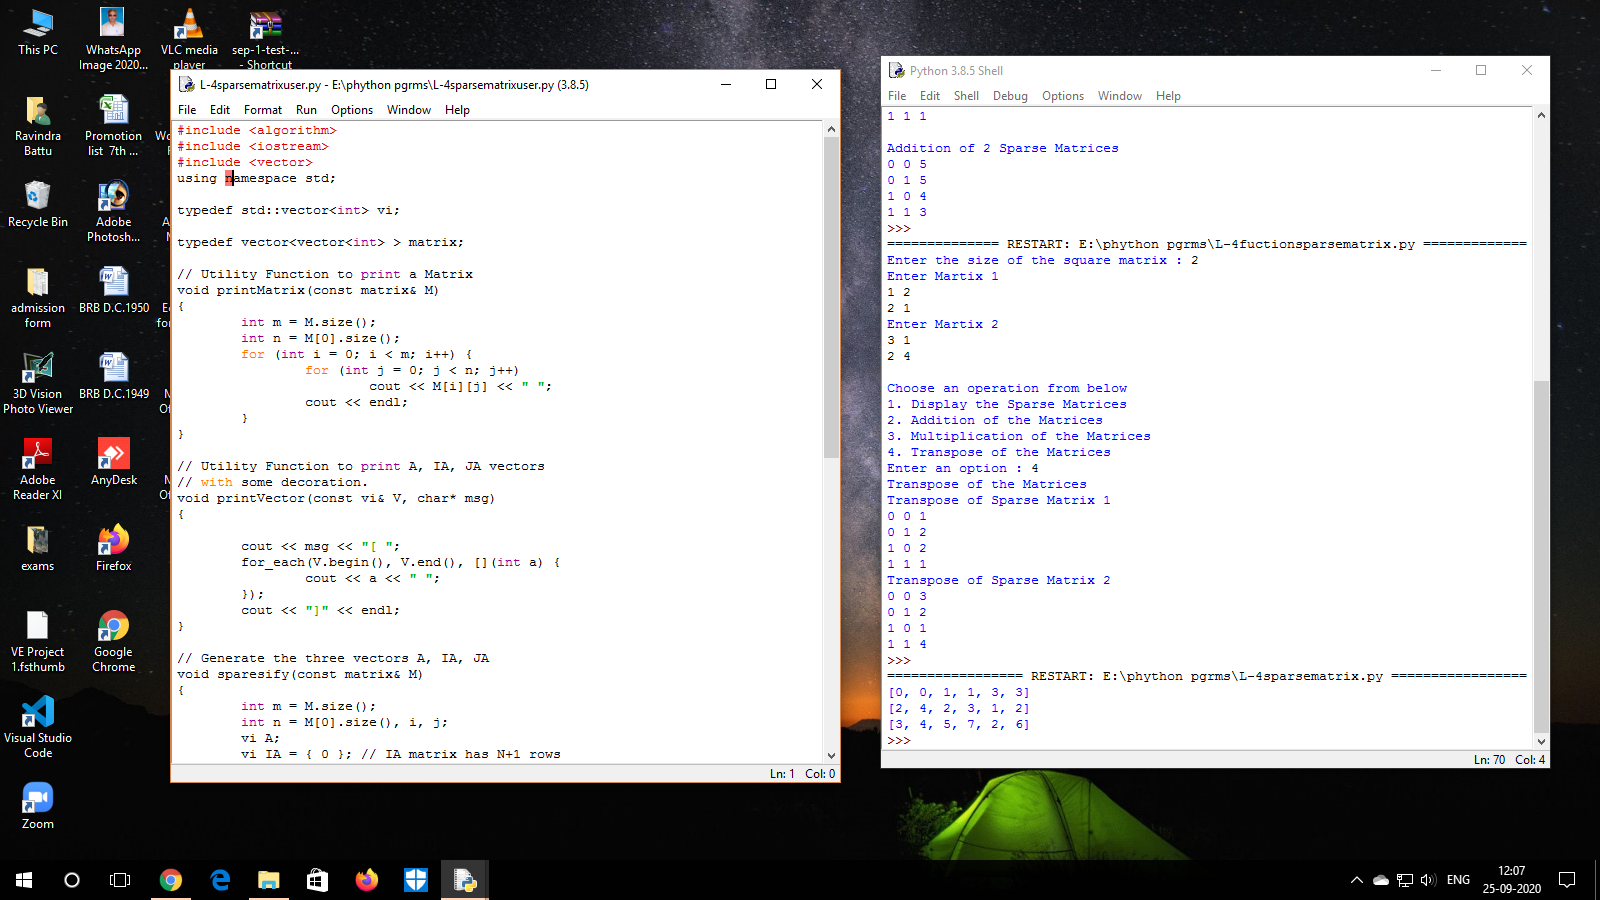 This PC
WhatsApp
Image 2020...
VLC media
player
sep-1-test-...
- Shortcut
Ravindra
Battu
Promotion
list 7th ...
Recycle Bin
Adobe
Photosh...
admission
form
BRB D.C.1950
3D Vision
Photo Viewer
BRB D.C.1949
Adobe
Reader XI
AnyDesk
exams
Firefox
VE Project
1.fsthumb
Google
Chrome
Visual Studio
Code
Zoom
L-4sparsematrixuser.py - E:\phython pgrms\L-4sparsematrixuser.py (3.8.5)
File Edit Format Run Options Window Help
#include <algorithm>
#include <iostream>
#include <vector>
using namespace std;
typedef std::vector<int> vi;
typedef vector<vector<int> > matrix;
// Utility Function to print a Matrix
void printMatrix(const matrix& M)
{
int m = M.size();
int n = M[0].size();
for (int i = 0; i < m; i++) {
for (int j = 0; j < n; j++)
cout << M[i][j] << " ";
cout << endl;
}
}
// Utility Function to print A, IA, JA vectors
// with some decoration.
void printVector(const vi& V, char* msg)
{
cout << msg << "[ ";
for_each(V.begin(), V.end(), [](int a) {
cout << a << " ";
});
cout << "]" << endl;
}
// Generate the three vectors A, IA, JA
void sparesify(const matrix& M)
{
int m = M.size();
int n = M[0].size(), i, j;
vi A;
vi IA = { 0 }; // IA matrix has N+1 rows
Ln: 1 Col: 0
Python 3.8.5 Shell
File Edit Shell Debug Options Window Help
1 1 1
Addition of 2 Sparse Matrices
0 0 5
0 1 5
1 0 4
1 1 3
>>>
============== RESTART: E:\phython pgrms\L-4fuctionsparsematrix.py =============
Enter the size of the square matrix : 2
Enter Martix 1
1 2
2 1
Enter Martix 2
3 1
2 4
Choose an operation from below
1. Display the Sparse Matrices
2. Addition of the Matrices
3. Multiplication of the Matrices
4. Transpose of the Matrices
Enter an option : 4
Transpose of the Matrices
Transpose of Sparse Matrix 1
0 0 1
0 1 2
1 0 2
1 1 1
Transpose of Sparse Matrix 2
0 0 3
0 1 2
1 0 1
1 1 4
>>>
================= RESTART: E:\phython pgrms\L-4sparsematrix.py =================
[0, 0, 1, 1, 3, 3]
[2, 4, 2, 3, 1, 2]
[3, 4, 5, 7, 2, 6]
>>>
Ln: 70 Col: 4
ENG
12:07
25-09-2020